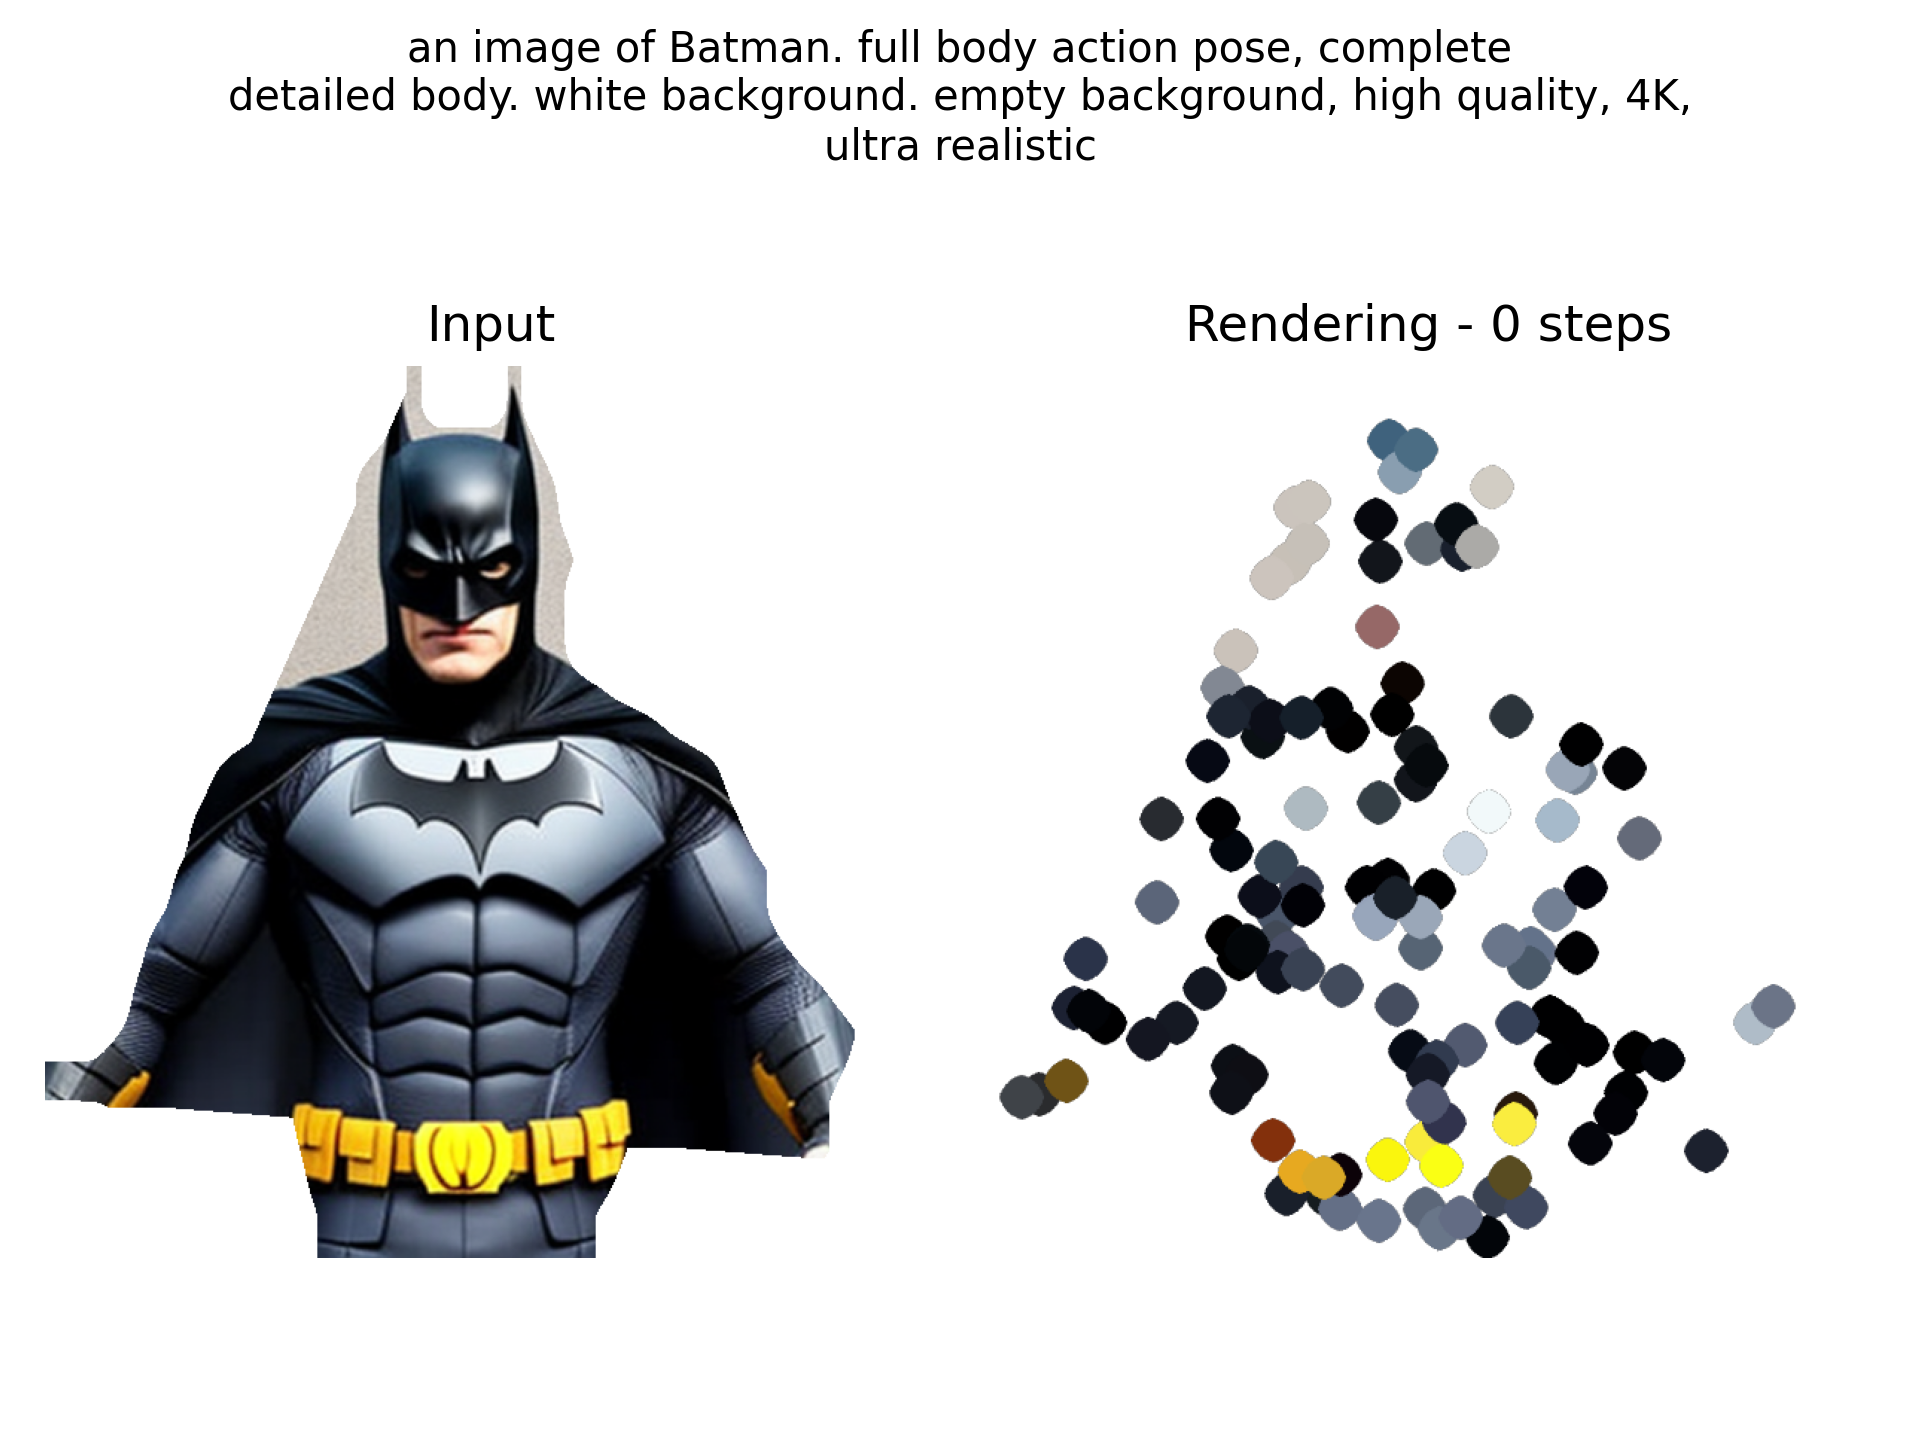 an image of Batman. full body action pose, complete
detailed body. white background. empty background, high quality, 4K,
ultra realistic
Input
Rendering - 0 steps